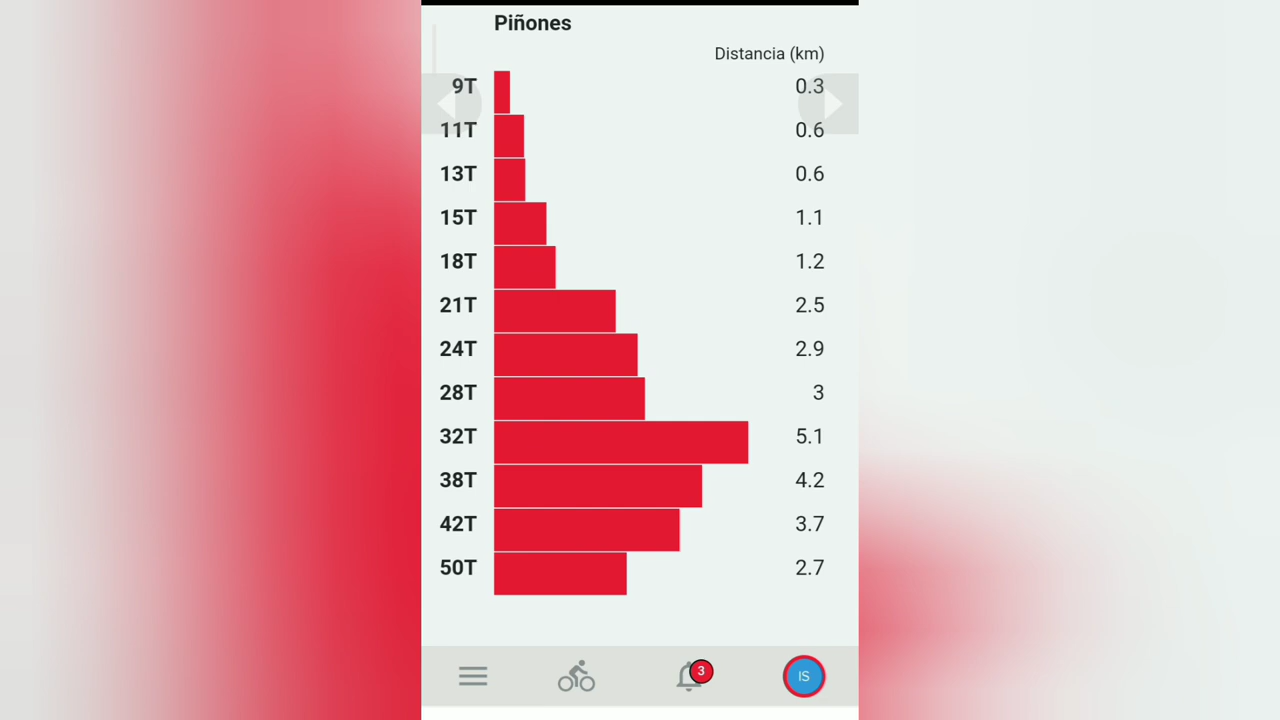 Piñones
Distancia (km)
9T 0.3
11T 0.6
13T 0.6
15T 1.1
18T 1.2
21T 2.5
24T 2.9
28T 3
32T 5.1
38T 4.2
42T 3.7
50T 2.7
3
IS